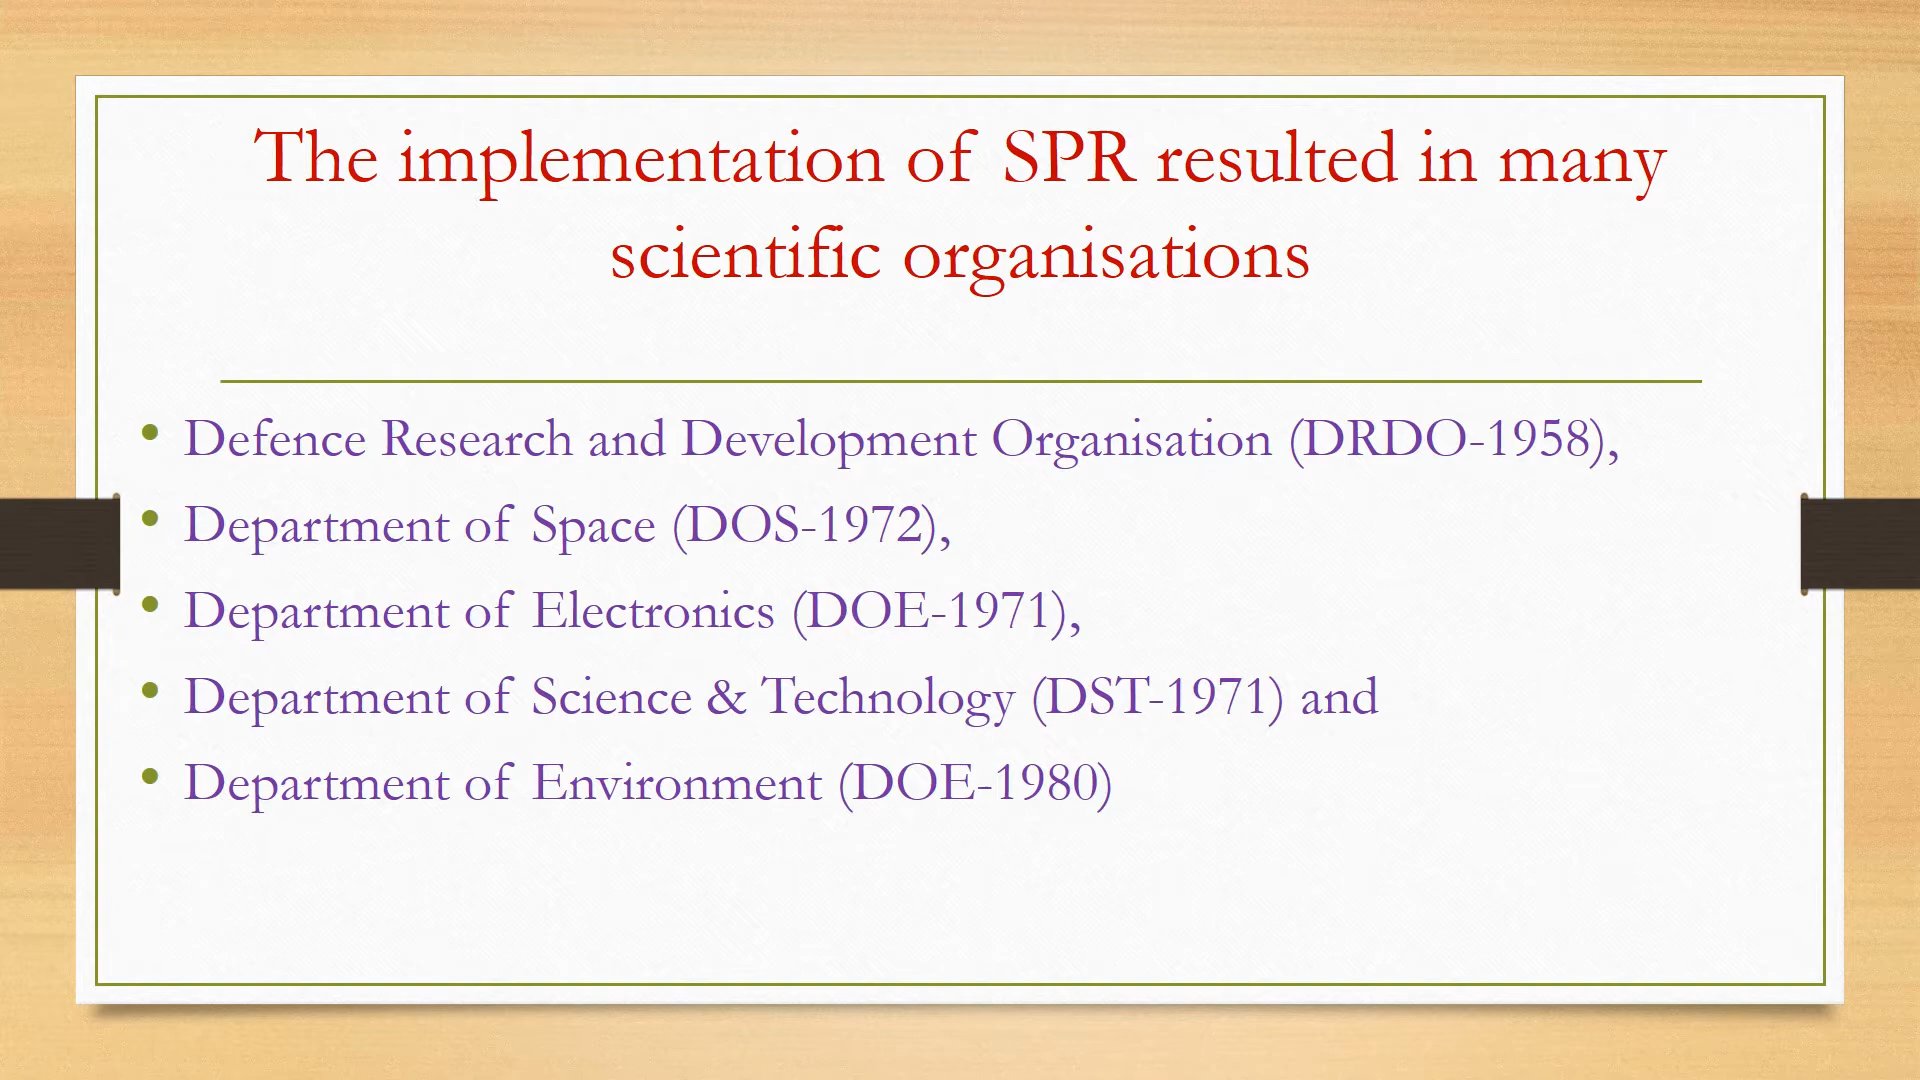 The implementation of SPR resulted in many
scientific organisations
• Defence Research and Development Organisation (DRDO-1958),
• Department of Space (DOS-1972),
• Department of Electronics (DOE-1971),
• Department of Science & Technology (DST-1971) and
• Department of Environment (DOE-1980)